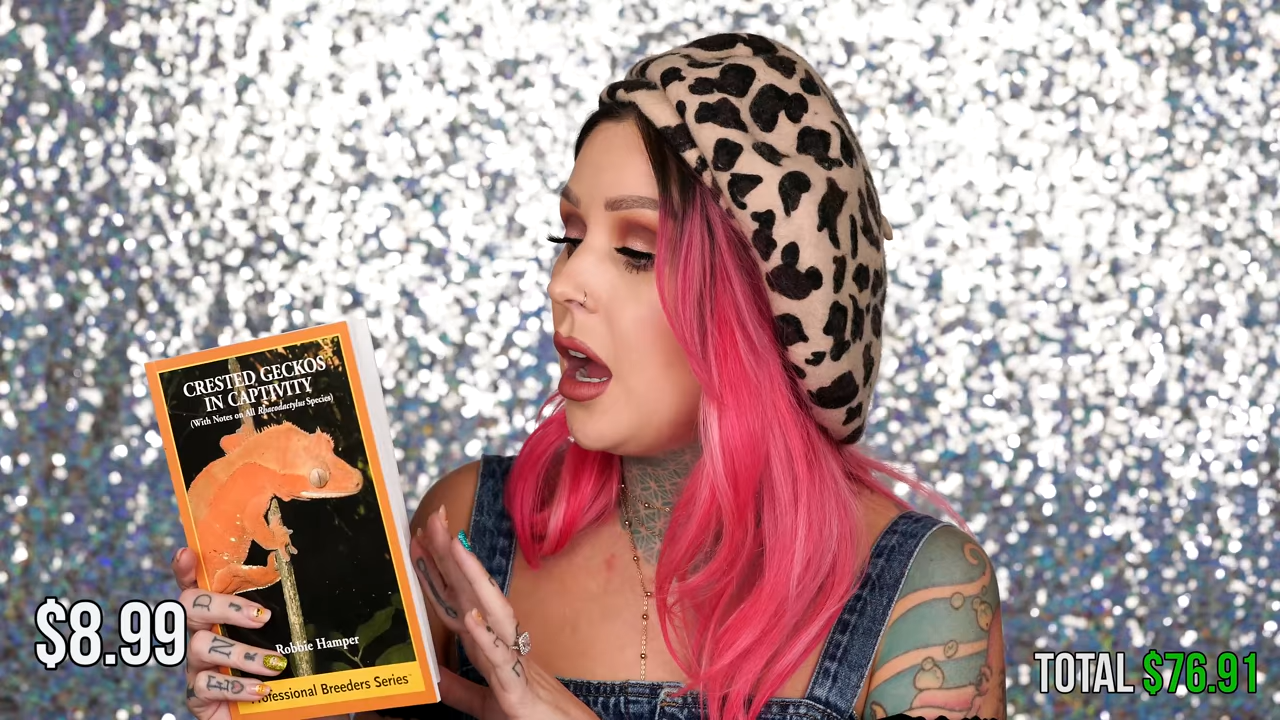 CRESTED GECKOS
IN CAPTIVITY
(With Notes on All Rhacodactylus Species)
Robbie Hamper
Professional Breeders Series
$8.99
TOTAL $76.91